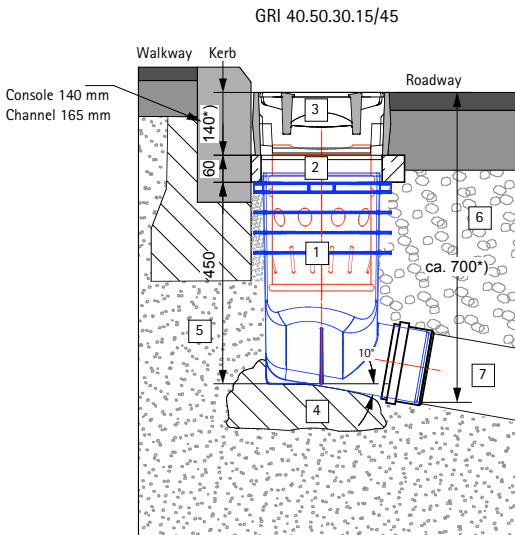 GRI 40.50.30.15/45
Walkway Kerb
Roadway
Console 140 mm
Channel 165 mm
140*)
3
60
2
6
450
1
ca. 700*)
5
10°
7
4